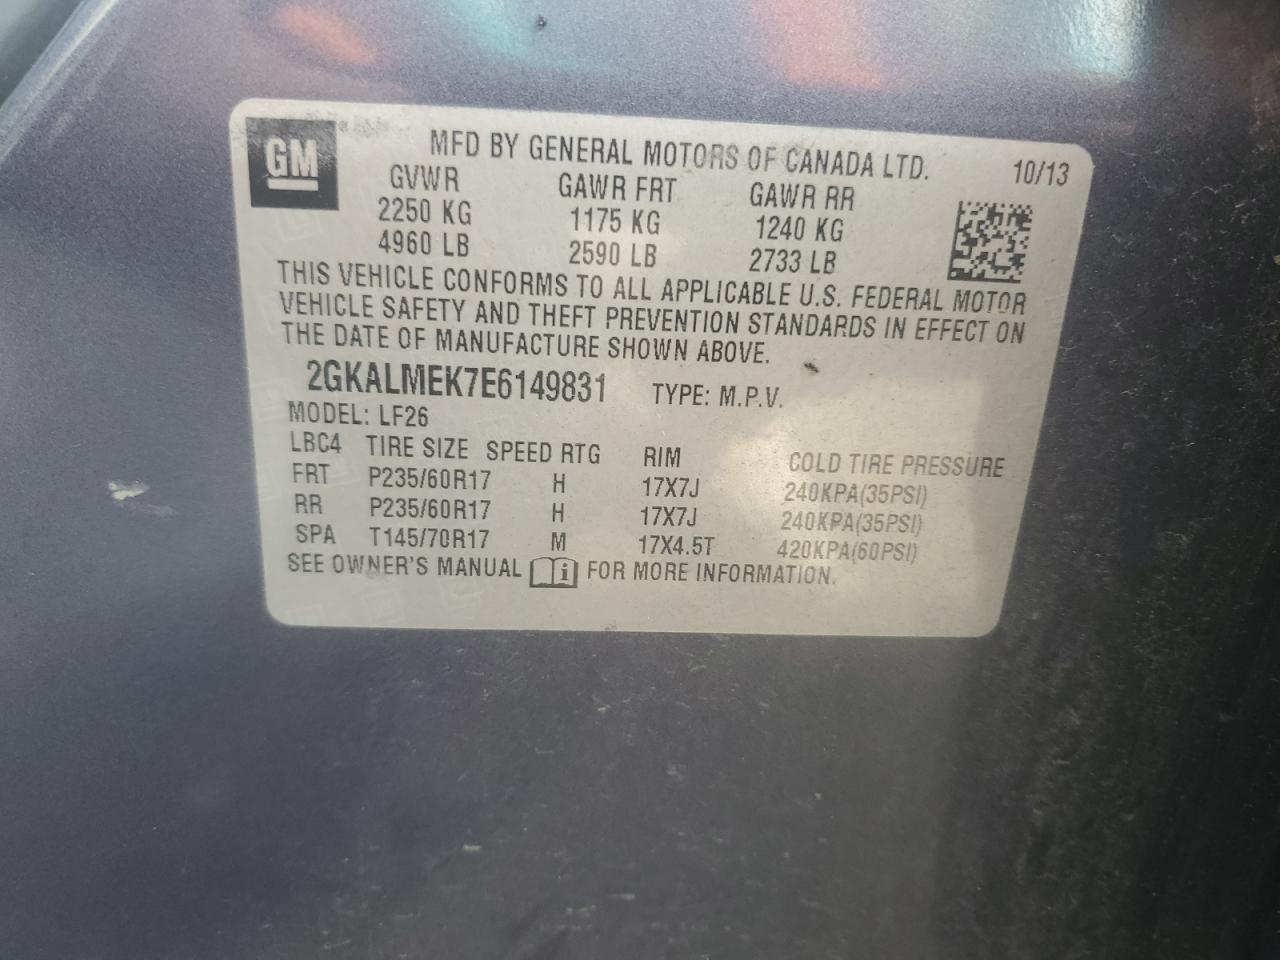 GM
MFD BY GENERAL MOTORS OF CANADA LTD. 10/13
GVWR GAWR FRT GAWR RR
2250 KG 1175 KG 1240 KG
4960 LB 2590 LB 2733 LB
THIS VEHICLE CONFORMS TO ALL APPLICABLE U.S. FEDERAL MOTOR
VEHICLE SAFETY AND THEFT PREVENTION STANDARDS IN EFFECT ON
THE DATE OF MANUFACTURE SHOWN ABOVE.
2GKALMEK7E6149831 TYPE: M.P.V.
MODEL: LF26
LBC4 TIRE SIZE SPEED RTG RIM COLD TIRE PRESSURE
FRT P235/60R17 H 17X7J 240KPA(35PSI)
RR P235/60R17 H 17X7J 240KPA(35PSI)
SPA T145/70R17 M 17X4.5T 420KPA(60PSI)
SEE OWNER'S MANUAL i FOR MORE INFORMATION.